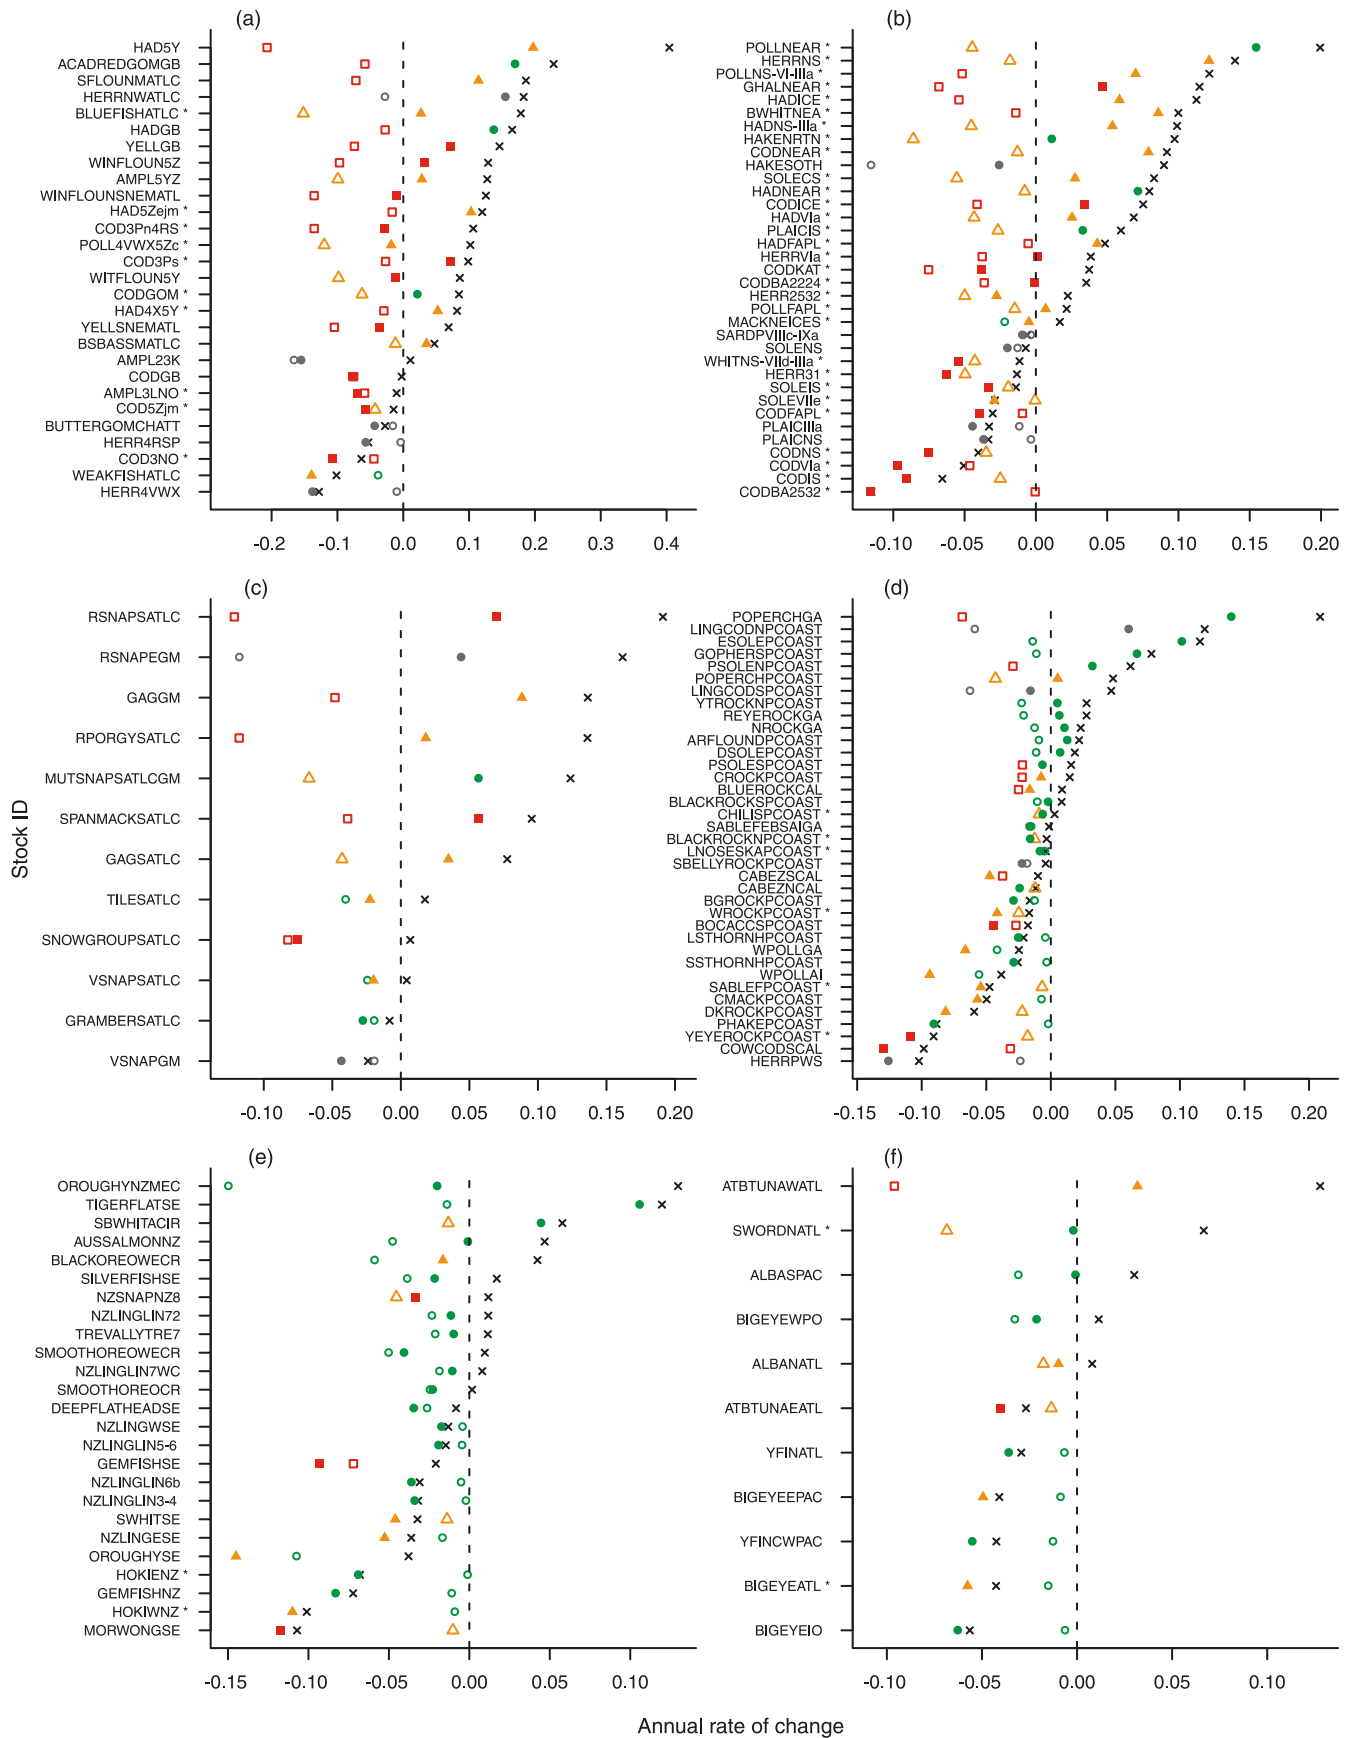 (a)
HAD5Y
ACADREDGOMGB
SFLOUNMATLC
HERRNWATLC
BLUEFISHATLC *
HADGB
YELLGB
WINFLOUN5Z
AMPL5YZ
WINFLOUNSNEMATL
HAD5Zejm *
COD3Pn4RS *
POLL4VWX5Zc *
COD3Ps *
WITFLOUN5Y
CODGOM *
HAD4X5Y *
YELLSNEMATL
BSBASSMATLC
AMPL23K
CODGB
AMPL3LNO *
COD5Zjm *
BUTTERGOMCHATT
HERR4RSP
COD3NO *
WEAKFISHATLC
HERR4VWX
-0.2 -0.1 0.0 0.1 0.2 0.3 0.4
(b)
POLLNEAR *
HERRNS *
POLLNS-VI-IIIa *
GHALNEAR *
HADICE *
BWHITNEA *
HADNS-IIIa *
HAKENRTN *
CODNEAR *
HAKESOTH
SOLECS *
HADNEAR *
CODICE *
HADVIa *
PLAICIS *
HADFAPL *
HERRVIa *
CODKAT *
CODBA2224 *
HERR2532 *
POLLFAPL *
MACKNEICES *
SARDPVIIIc-IXa
SOLENS
WHITNS-VIId-IIIa *
HERR31 *
SOLEIS *
SOLEVIIe *
CODFAPL *
PLAICIIIa
PLAICNS
CODNS *
CODVIa *
CODIS *
CODBA2532 *
-0.10 -0.05 0.00 0.05 0.10 0.15 0.20
(c)
RSNAPSATLC
RSNAPEGM
GAGGM
RPORGYSATLC
MUTSNAPSATLCGM
SPANMACKSATLC
GAGSATLC
TILESATLC
SNOWGROUPSATLC
VSNAPSATLC
GRAMBERSATLC
VSNAPGM
-0.10 -0.05 0.00 0.05 0.10 0.15 0.20
(d)
POPERCHGA
LINGCODNPCOAST
ESOLEPCOAST
GOPHERSPCOAST
PSOLENPCOAST
POPERCHPCOAST
LINGCODSPCOAST
YTROCKNPCOAST
REYEROCKGA
NROCKGA
ARFLOUNDPCOAST
DSOLEPCOAST
PSOLESPCOAST
CROCKPCOAST
BLUEROCKCAL
BLACKROCKSPCOAST
CHILISPCOAST *
SABLEFEBSAIGA
BLACKROCKNPCOAST *
LNOSESKAPCOAST *
SBELLYROCKPCOAST
CABEZSCAL
CABEZNCAL
BGROCKPCOAST
WROCKPCOAST *
BOCACCSPCOAST
LSTHORNHPCOAST
WPOLLGA
SSTHORNHPCOAST
WPOLLAI
SABLEFPCOAST *
CMACKPCOAST
DKROCKPCOAST
PHAKEPCOAST
YEYEROCKPCOAST *
COWCODSCAL
HERRPWS
-0.15 -0.10 -0.05 0.00 0.05 0.10 0.15 0.20
(e)
OROUGHYNZMEC
TIGERFLATSE
SBWHITACIR
AUSSALMONNZ
BLACKOREOWECR
SILVERFISHSE
NZSNAPNZ8
NZLINGLIN72
TREVALLYTRE7
SMOOTHOREOWECR
NZLINGLIN7WC
SMOOTHOREOCR
DEEPFLATHEADSE
NZLINGWSE
NZLINGLIN5-6
GEMFISHSE
NZLINGLIN6b
NZLINGLIN3-4
SWHITSE
NZLINGESE
OROUGHYSE
HOKIENZ *
GEMFISHNZ
HOKIWNZ *
MORWONGSE
-0.15 -0.10 -0.05 0.00 0.05 0.10
(f)
ATBTUNAWATL
SWORDNATL *
ALBASPAC
BIGEYEWPO
ALBANATL
ATBTUNAEATL
YFINATL
BIGEYEEPAC
YFINCWPAC
BIGEYEATL *
BIGEYEIO
-0.10 -0.05 0.00 0.05 0.10
Stock ID
Annual rate of change